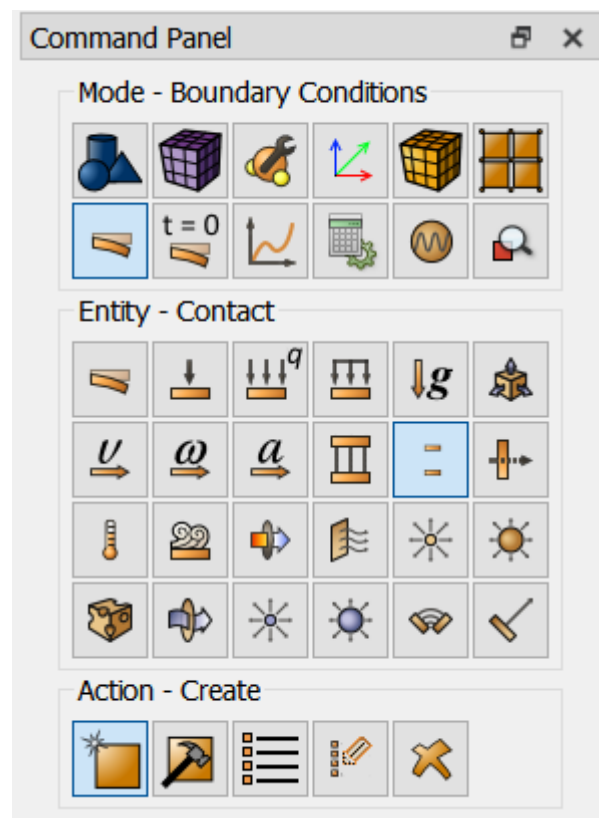 Command Panel
Mode - Boundary Conditions
t = 0
Entity - Contact
q
g
υ ω a
Action - Create